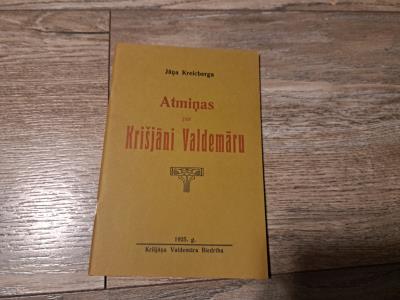 Jāņa Kreicberga
Atmiņas
par
Krišjāni Valdemāru
1925. g.
Krišjāņa Valdemāra Biedrība